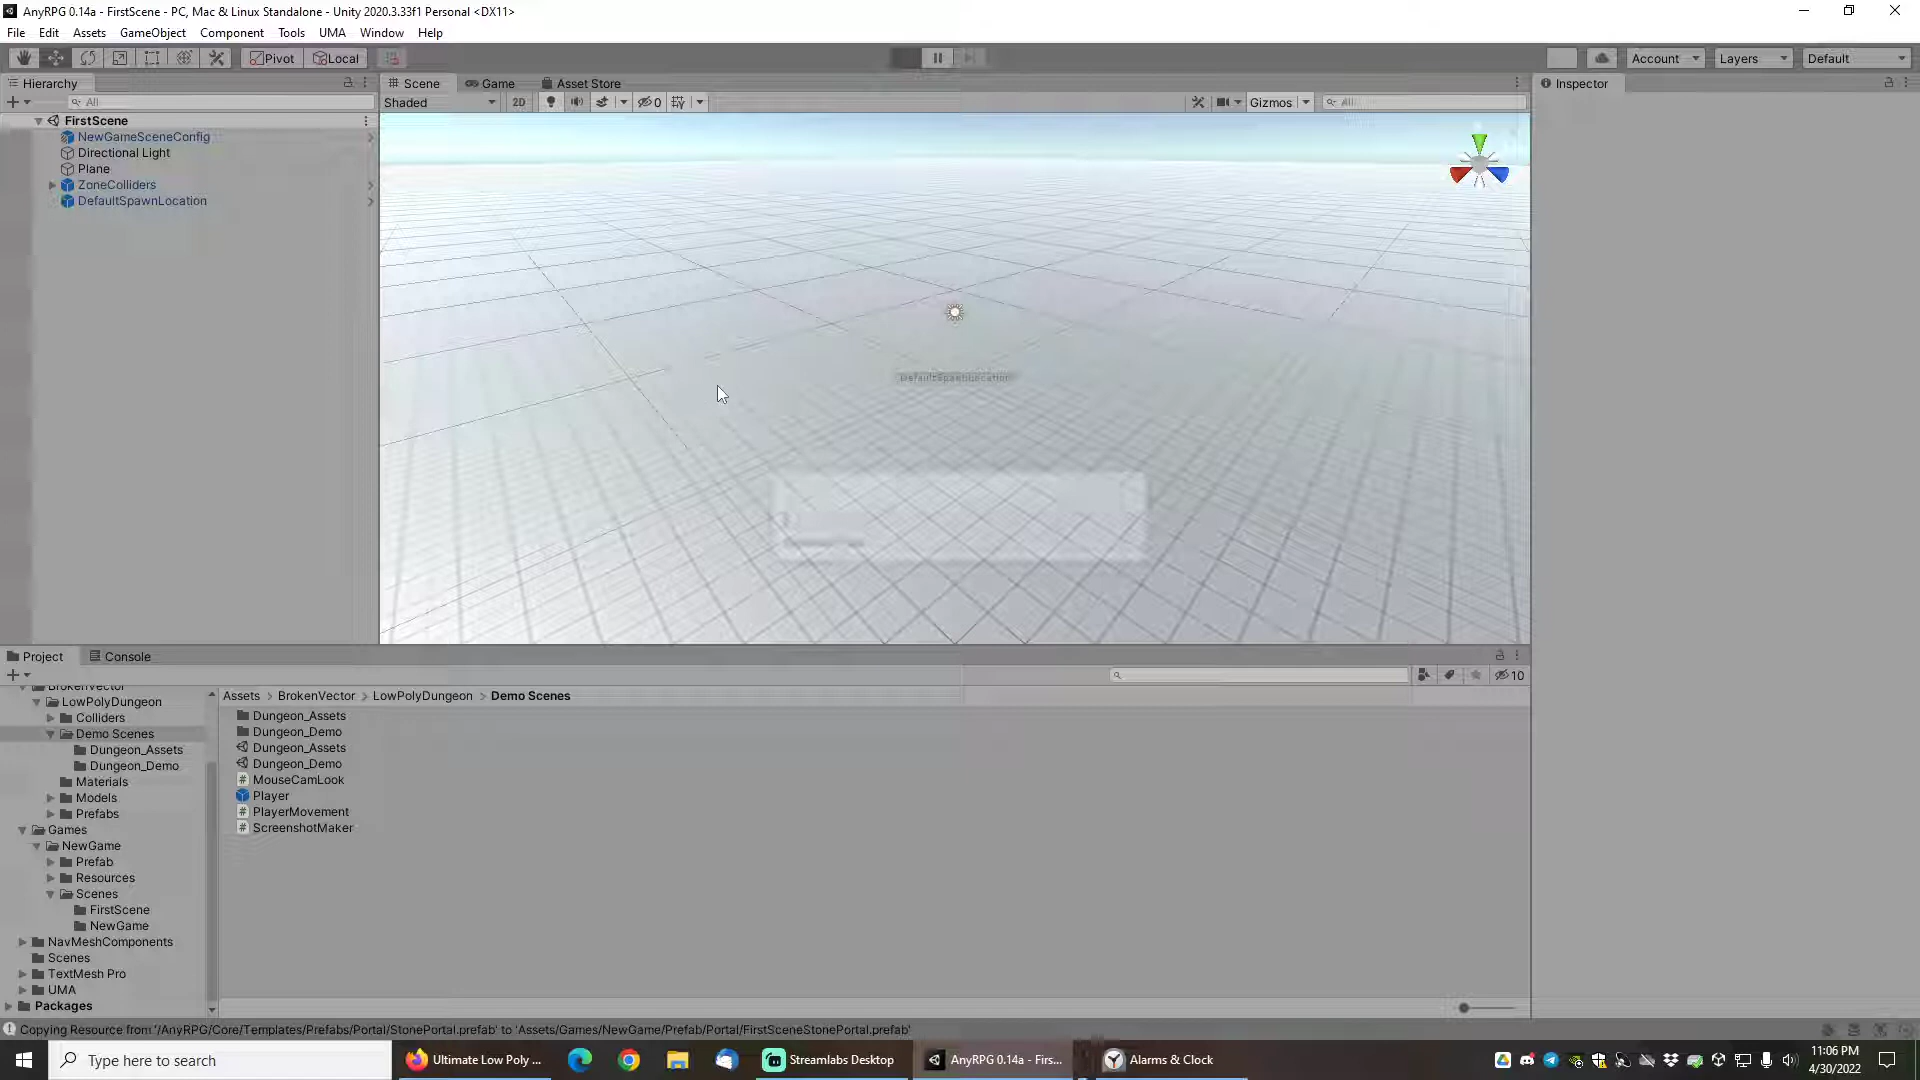 AnyRPG 0.14a - FirstScene - PC, Mac & Linux Standalone - Unity 2020.3.33f1 Personal <DX11>
File Edit Assets GameObject Component Tools UMA Window Help
Pivot Local Account Layers Default
Hierarchy
Scene Game Asset Store
Inspector
All
Shaded 2D 0 Gizmos All
FirstScene
NewGameSceneConfig
Directional Light
Plane
ZoneColliders
DefaultSpawnLocation
DefaultSpawnLocation
Project Console
10
BrokenVector
LowPolyDungeon
Colliders
Demo Scenes
Dungeon_Assets
Dungeon_Demo
Materials
Models
Prefabs
Games
NewGame
Prefab
Resources
Scenes
FirstScene
NewGame
NavMeshComponents
Scenes
TextMesh Pro
UMA
Packages
Assets > BrokenVector > LowPolyDungeon > Demo Scenes
Dungeon_Assets
Dungeon_Demo
Dungeon_Assets
Dungeon_Demo
MouseCamLook
Player
PlayerMovement
ScreenshotMaker
Copying Resource from '/AnyRPG/Core/Templates/Prefabs/Portal/StonePortal.prefab' to 'Assets/Games/NewGame/Prefab/Portal/FirstSceneStonePortal.prefab'
Type here to search
Ultimate Low Poly ...
Streamlabs Desktop
AnyRPG 0.14a - Firs...
Alarms & Clock
11:06 PM
4/30/2022